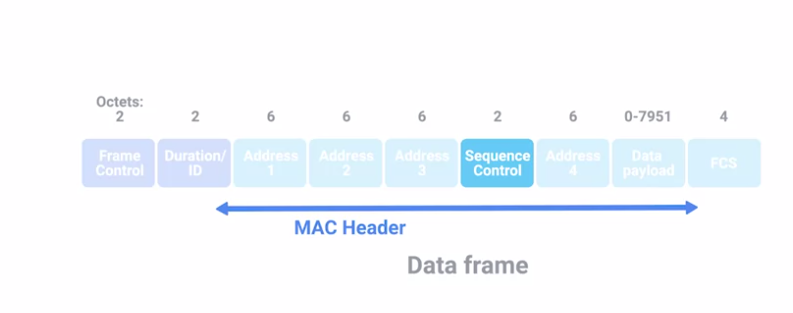 Octets:
2 2 6 6 6 2 6 0-7951 4
Frame Control
Duration/ ID
Address 1
Address 2
Address 3
Sequence Control
Address 4
Data payload
FCS
MAC Header
Data frame